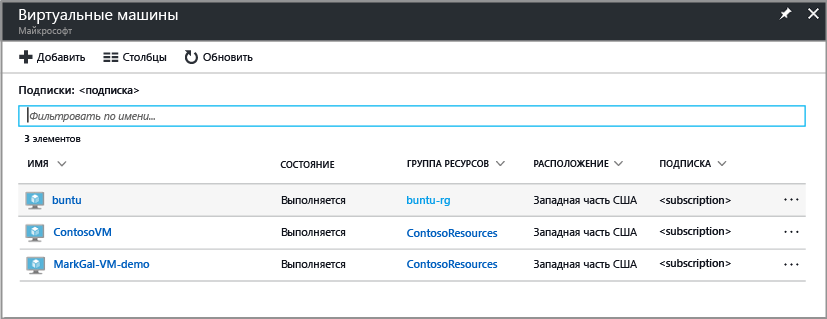 Виртуальные машины
Майкрософт
Добавить Столбцы Обновить
Подписки: <подписка>
Фильтровать по имени...
3 элементов
ИМЯ СОСТОЯНИЕ ГРУППА РЕСУРСОВ РАСПОЛОЖЕНИЕ ПОДПИСКА
buntu Выполняется buntu-rg Западная часть США <subscription> ...
ContosoVM Выполняется ContosoResources Западная часть США <subscription> ...
MarkGal-VM-demo Выполняется ContosoResources Западная часть США <subscription> ...